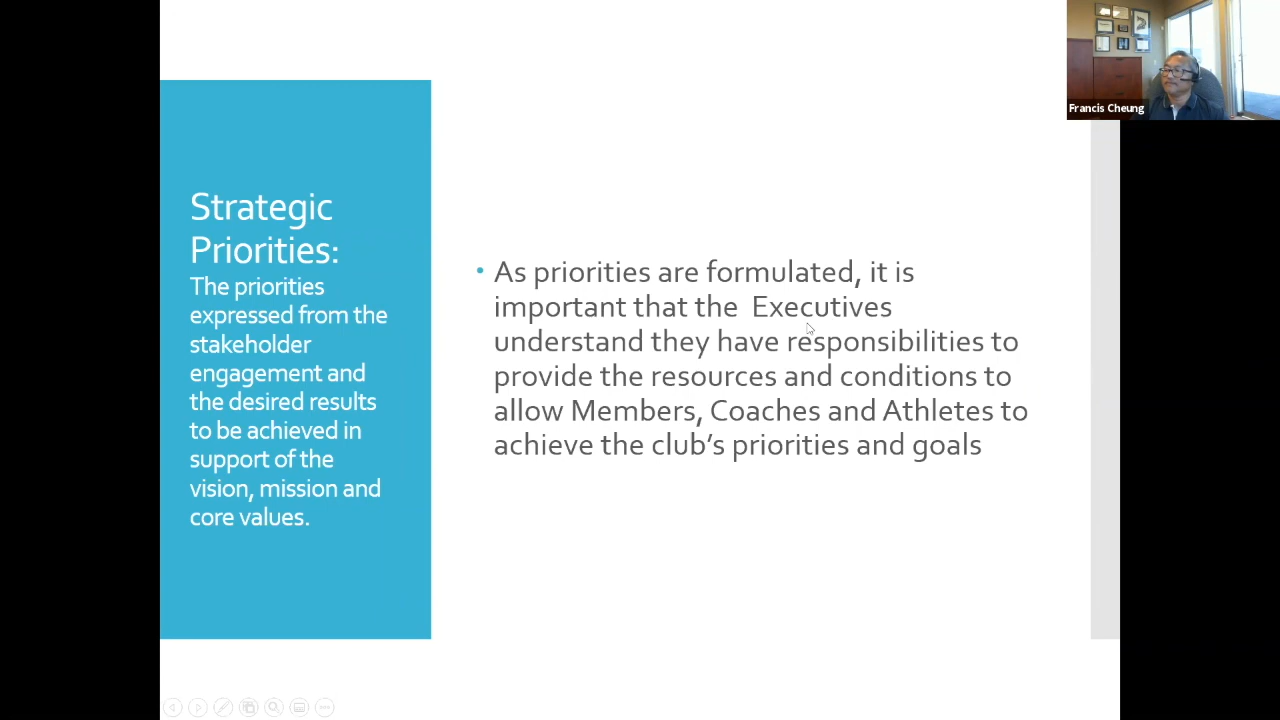 Francis Cheung
Strategic
Priorities:
The priorities
expressed from the
stakeholder
engagement and
the desired results
to be achieved in
support of the
vision, mission and
core values.
• As priorities are formulated, it is
important that the  Executives
understand they have responsibilities to
provide the resources and conditions to
allow Members, Coaches and Athletes to
achieve the club's priorities and goals